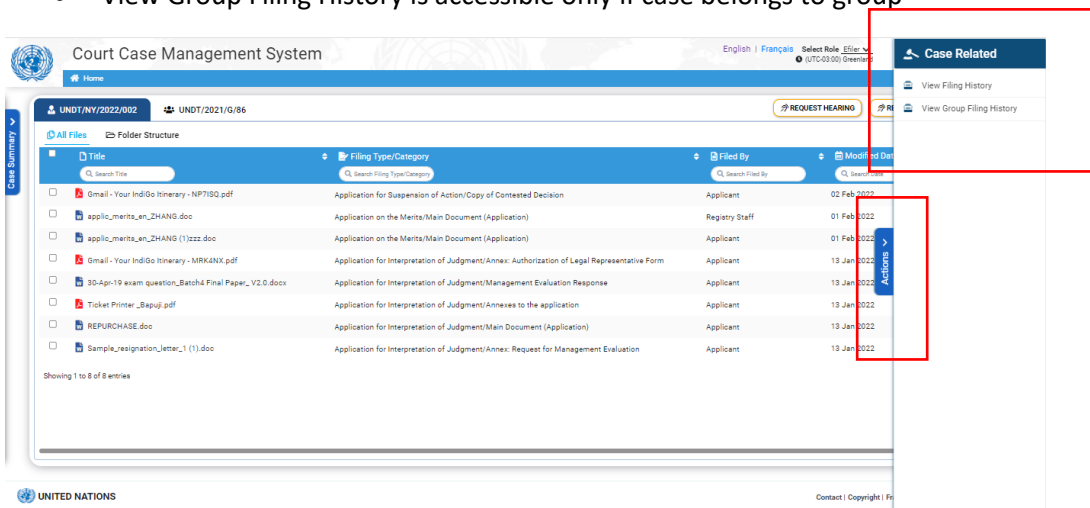 • View Group Filing History is accessible only if case belongs to group
Court Case Management System
English | Français Select Role Efiler
(UTC-03:00) Greenland
Case Related
Home
View Filing History
View Group Filing History
UNDT/NY/2022/002 UNDT/2021/G/86
REQUEST HEARING RE
Case Summary
All Files Folder Structure
Title Filing Type/Category Filed By Modified Dat
Search Title Search Filing Type/Category Search Filed By Search Date
Gmail - Your IndiGo Itinerary - NP7ISQ.pdf Application for Suspension of Action/Copy of Contested Decision Applicant 02 Feb 2022
applic_merits_en_ZHANG.doc Application on the Merits/Main Document (Application) Registry Staff 01 Feb 2022
applic_merits_en_ZHANG (1)zzz.doc Application on the Merits/Main Document (Application) Applicant 01 Feb 2022
Gmail - Your IndiGo Itinerary - MRK4NX.pdf Application for Interpretation of Judgment/Annex: Authorization of Legal Representative Form Applicant 13 Jan 2022
30-Apr-19 exam question_Batch4 Final Paper_ V2.0.docx Application for Interpretation of Judgment/Management Evaluation Response Applicant 13 Jan 2022
Ticket Printer _Bapuji.pdf Application for Interpretation of Judgment/Annexes to the application Applicant 13 Jan 2022
REPURCHASE.doc Application for Interpretation of Judgment/Main Document (Application) Applicant 13 Jan 2022
Sample_resignation_letter_1 (1).doc Application for Interpretation of Judgment/Annex: Request for Management Evaluation Applicant 13 Jan 2022
Actions
Showing 1 to 8 of 8 entries
UNITED NATIONS
Contact | Copyright | Fr